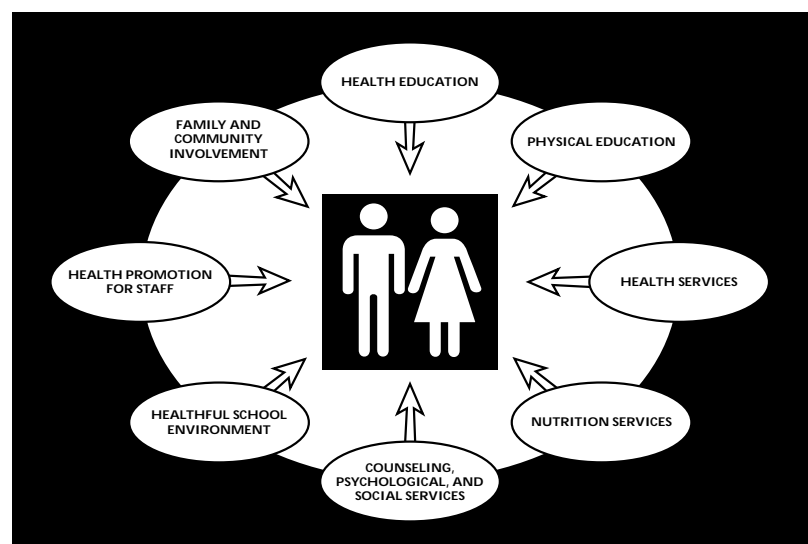 HEALTH EDUCATION
PHYSICAL EDUCATION
HEALTH SERVICES
NUTRITION SERVICES
COUNSELING,
PSYCHOLOGICAL, AND
SOCIAL SERVICES
HEALTHFUL SCHOOL
ENVIRONMENT
HEALTH PROMOTION
FOR STAFF
FAMILY AND
COMMUNITY
INVOLVEMENT